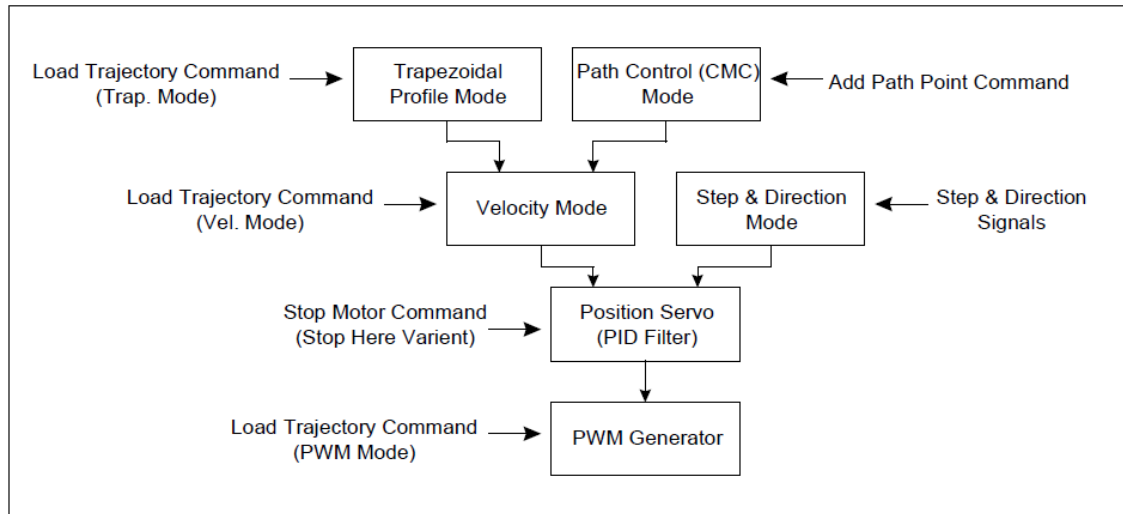 Load Trajectory Command
(Trap. Mode)
Trapezoidal
Profile Mode
Path Control (CMC)
Mode
Add Path Point Command
Load Trajectory Command
(Vel. Mode)
Velocity Mode
Step & Direction
Mode
Step & Direction
Signals
Stop Motor Command
(Stop Here Varient)
Position Servo
(PID Filter)
Load Trajectory Command
(PWM Mode)
PWM Generator